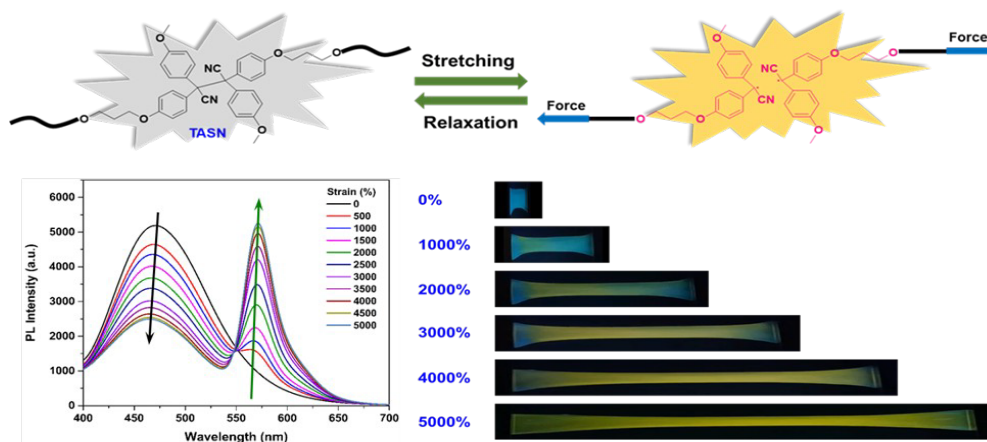 O
O
O
NC
CN
O
O
O
TASN
Stretching
Relaxation
Force
O
O
O
NC
NC
CN
O
O
Force
O
PL Intensity (a.u.)
6000
5000
4000
3000
2000
1000
0
400
450
500
550
600
650
700
Wavelength (nm)
Strain (%)
0
500
1000
1500
2000
2500
3000
3500
4000
4500
5000
0%
1000%
2000%
3000%
4000%
5000%